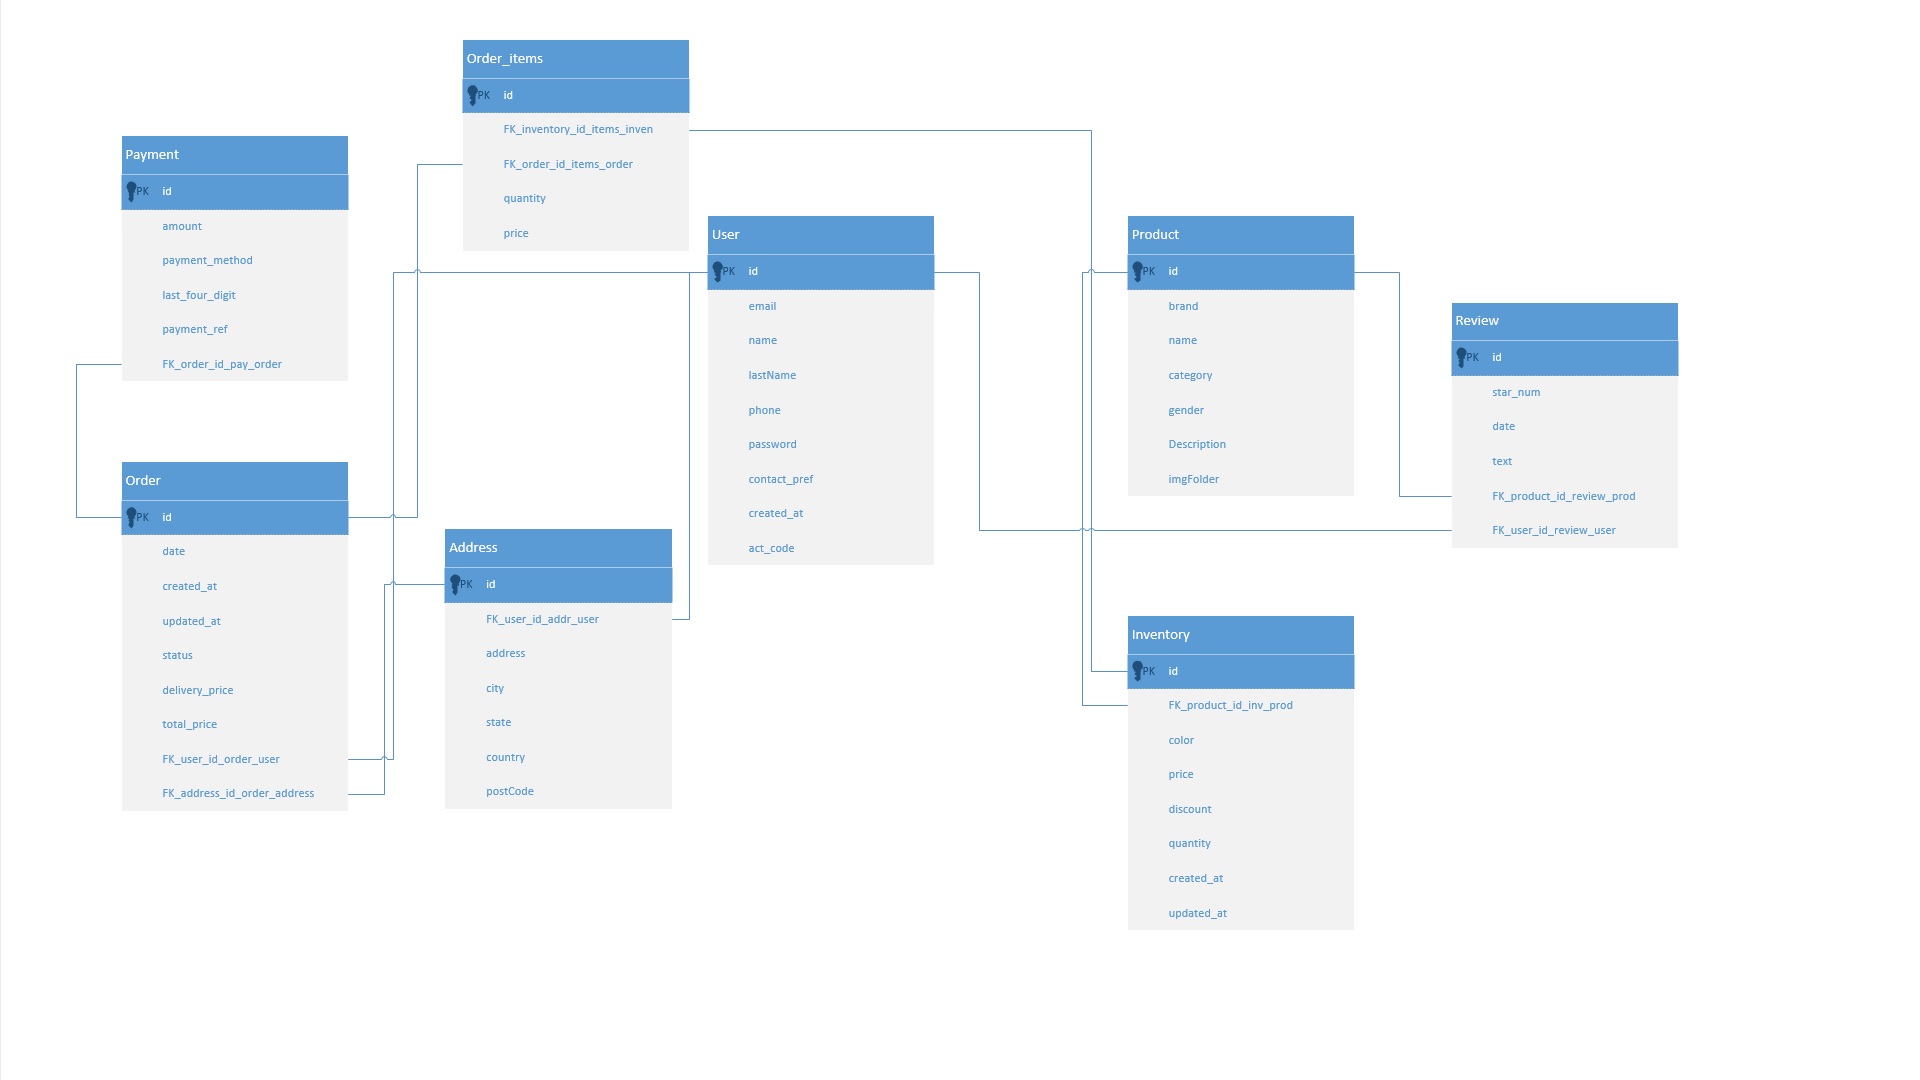 Order_items
PK id
FK_inventory_id_items_inven
FK_order_id_items_order
quantity
price
Payment
PK id
amount
payment_method
last_four_digit
payment_ref
FK_order_id_pay_order
User
PK id
email
name
lastName
phone
password
contact_pref
created_at
act_code
Product
PK id
brand
name
category
gender
Description
imgFolder
Review
PK id
star_num
date
text
FK_product_id_review_prod
FK_user_id_review_user
Order
PK id
date
created_at
updated_at
status
delivery_price
total_price
FK_user_id_order_user
FK_address_id_order_address
Address
PK id
FK_user_id_addr_user
address
city
state
country
postCode
Inventory
PK id
FK_product_id_inv_prod
color
price
discount
quantity
created_at
updated_at